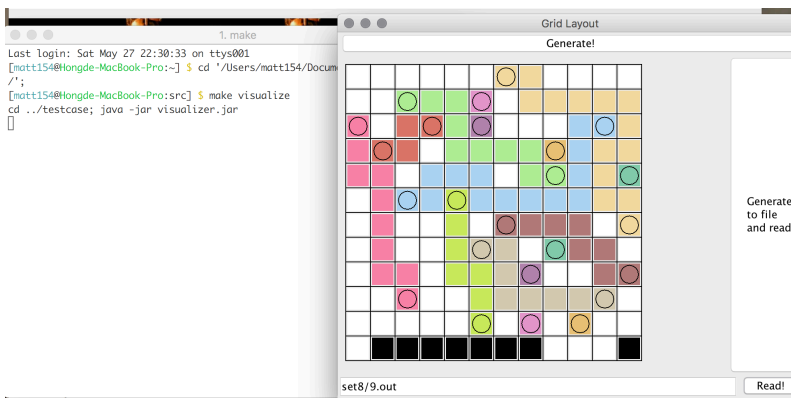 1. make
Last login: Sat May 27 22:30:33 on ttys001
[matt154@Hongde-MacBook-Pro:~] $ cd '/Users/matt154/Docume
/';
[matt154@Hongde-MacBook-Pro:src] $ make visualize
cd ../testcase; java -jar visualizer.jar
Grid Layout
Generate!
Generate
to file
and read
set8/9.out
Read!